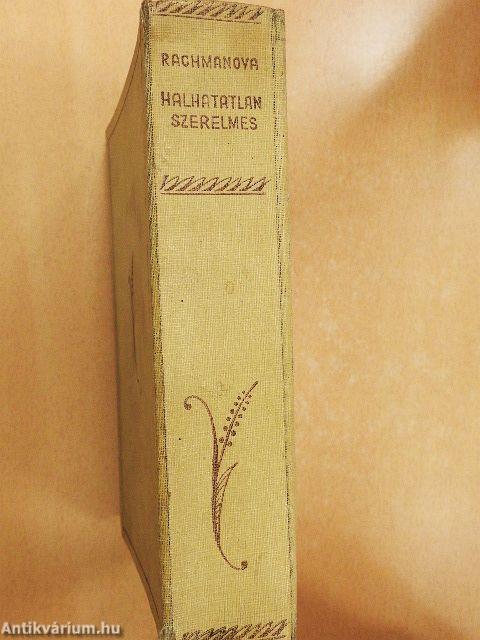 RACHMANOVA
HALHATATLAN
SZERELMES
Antikvárium.hu